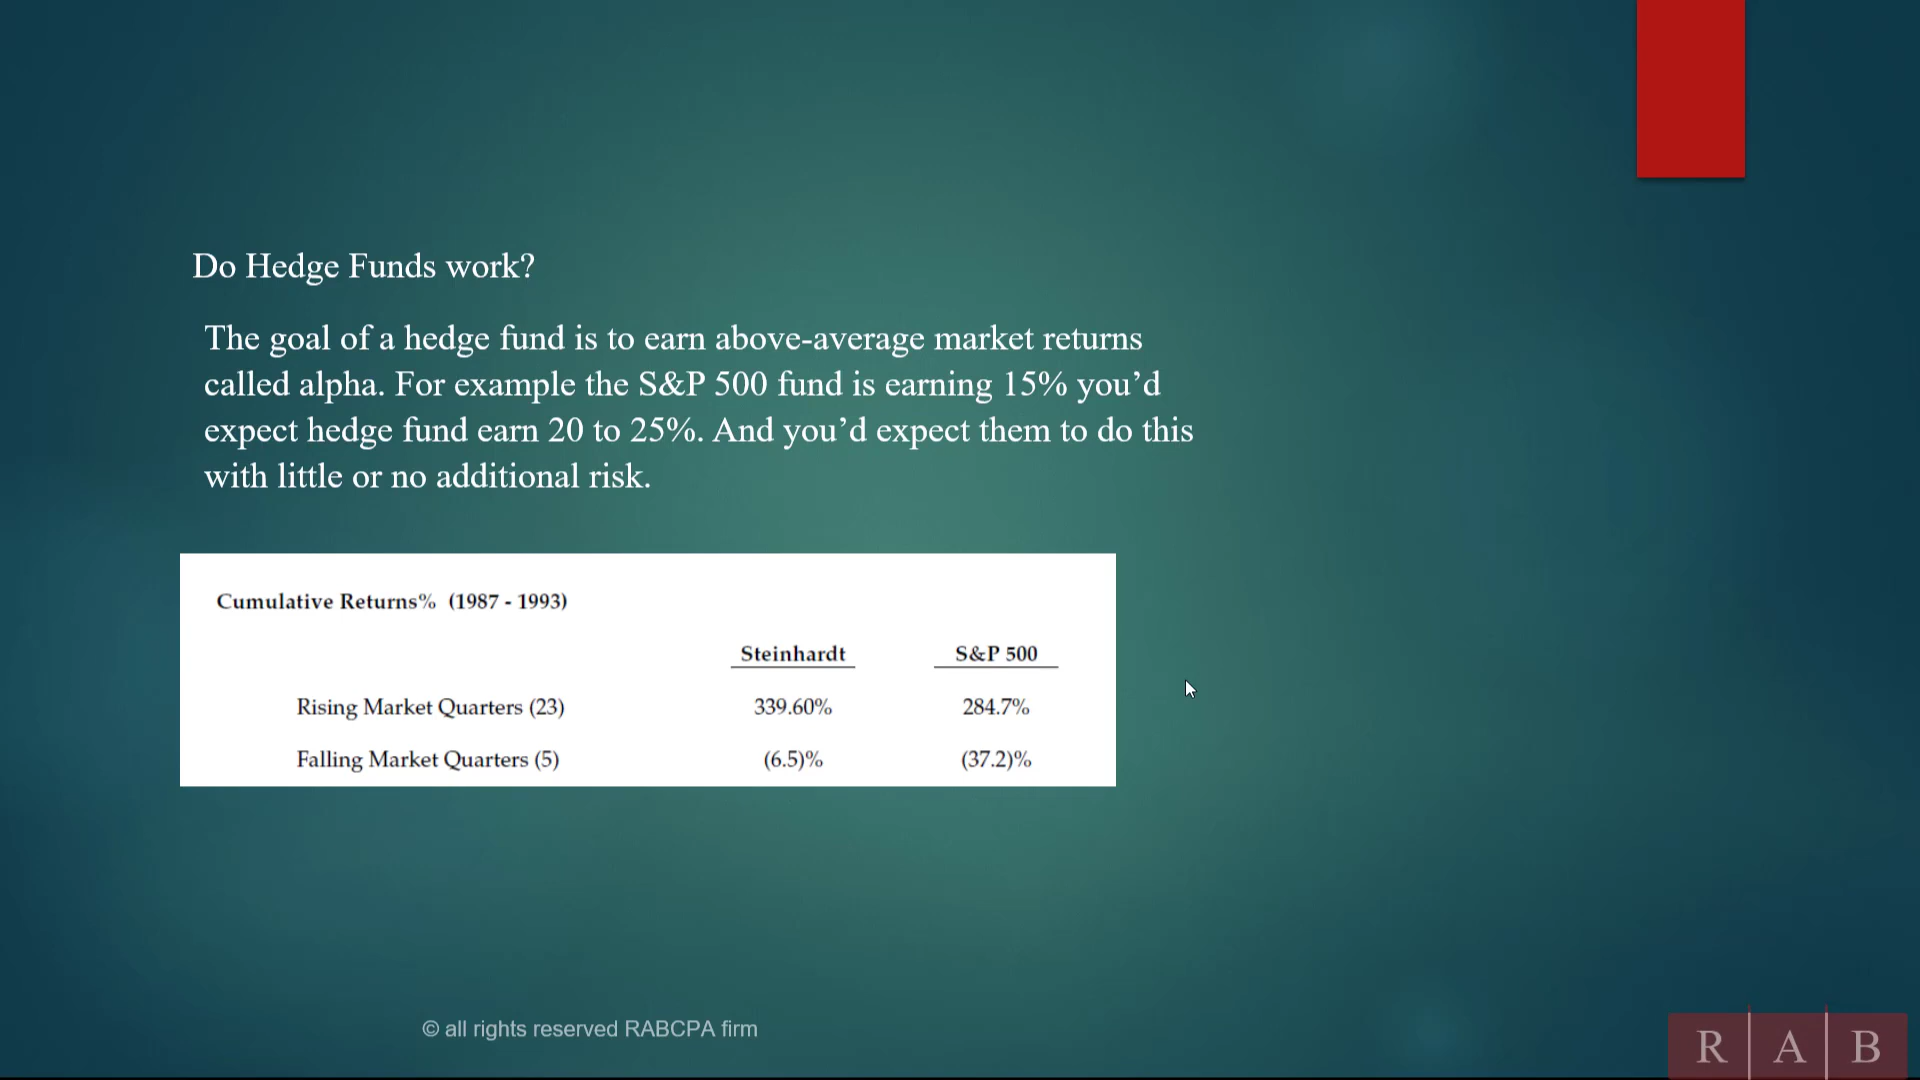 Do Hedge Funds work?
The goal of a hedge fund is to earn above-average market returns
called alpha. For example the S&P 500 fund is earning 15% you’d
expect hedge fund earn 20 to 25%. And you’d expect them to do this
with little or no additional risk.
Cumulative Returns% (1987 - 1993)
Steinhardt S&P 500
Rising Market Quarters (23) 339.60% 284.7%
Falling Market Quarters (5) (6.5)% (37.2)%
© all rights reserved RABCPA firm
R A B